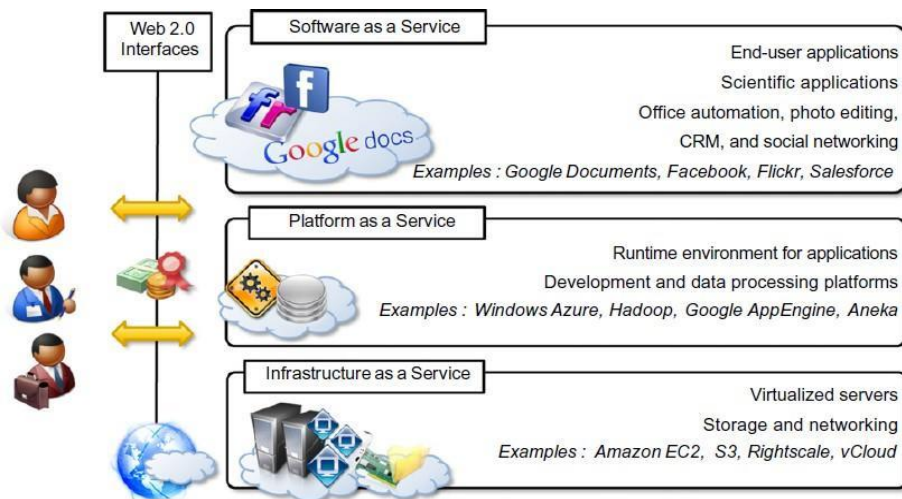 Web 2.0
Interfaces
Software as a Service
End-user applications
Scientific applications
Office automation, photo editing,
CRM, and social networking
Examples : Google Documents, Facebook, Flickr, Salesforce
f
fr
Google docs
Platform as a Service
Runtime environment for applications
Development and data processing platforms
Examples : Windows Azure, Hadoop, Google AppEngine, Aneka
Infrastructure as a Service
Virtualized servers
Storage and networking
Examples : Amazon EC2, S3, Rightscale, vCloud